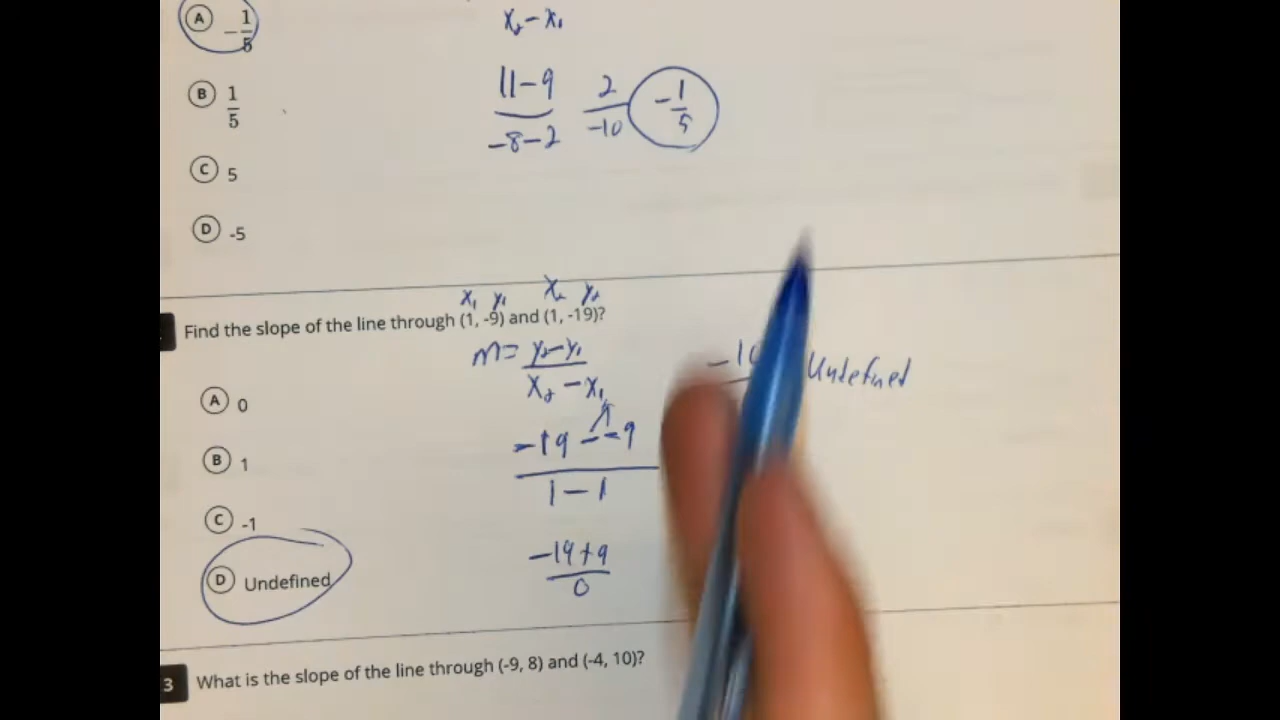 A -1/5
x₂-x₁
11-9 2 -1/5
-8-2 -10
B 1/5
C 5
D -5
x₁ y₁ x₂ y₂
Find the slope of the line through (1, -9) and (1, -19)?
m= y₂-y₁
x₂-x₁
-10 Undefined
A 0
-19--9
1-1
B 1
C -1
-19+9
0
D Undefined
3 What is the slope of the line through (-9, 8) and (-4, 10)?